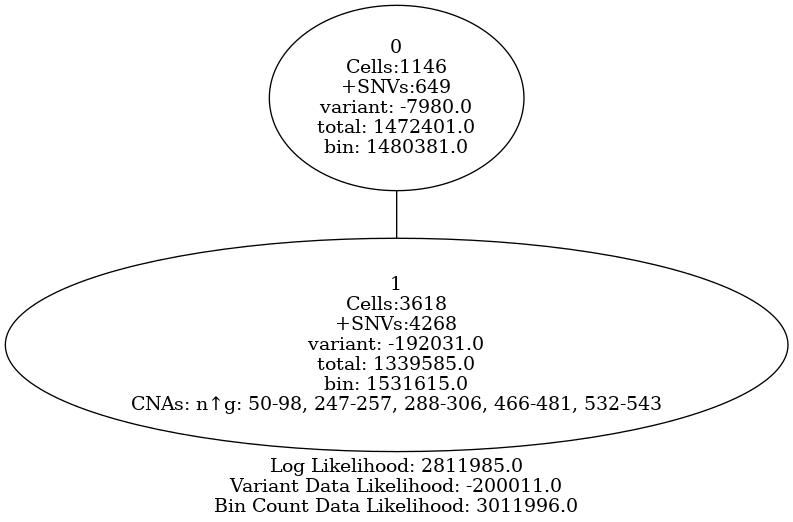 0
Cells:1146
+SNVs:649
variant: -7980.0
total: 1472401.0
bin: 1480381.0
1
Cells:3618
+SNVs:4268
variant: -192031.0
total: 1339585.0
bin: 1531615.0
CNAs: n↑g: 50-98, 247-257, 288-306, 466-481, 532-543
Log Likelihood: 2811985.0
Variant Data Likelihood: -200011.0
Bin Count Data Likelihood: 3011996.0